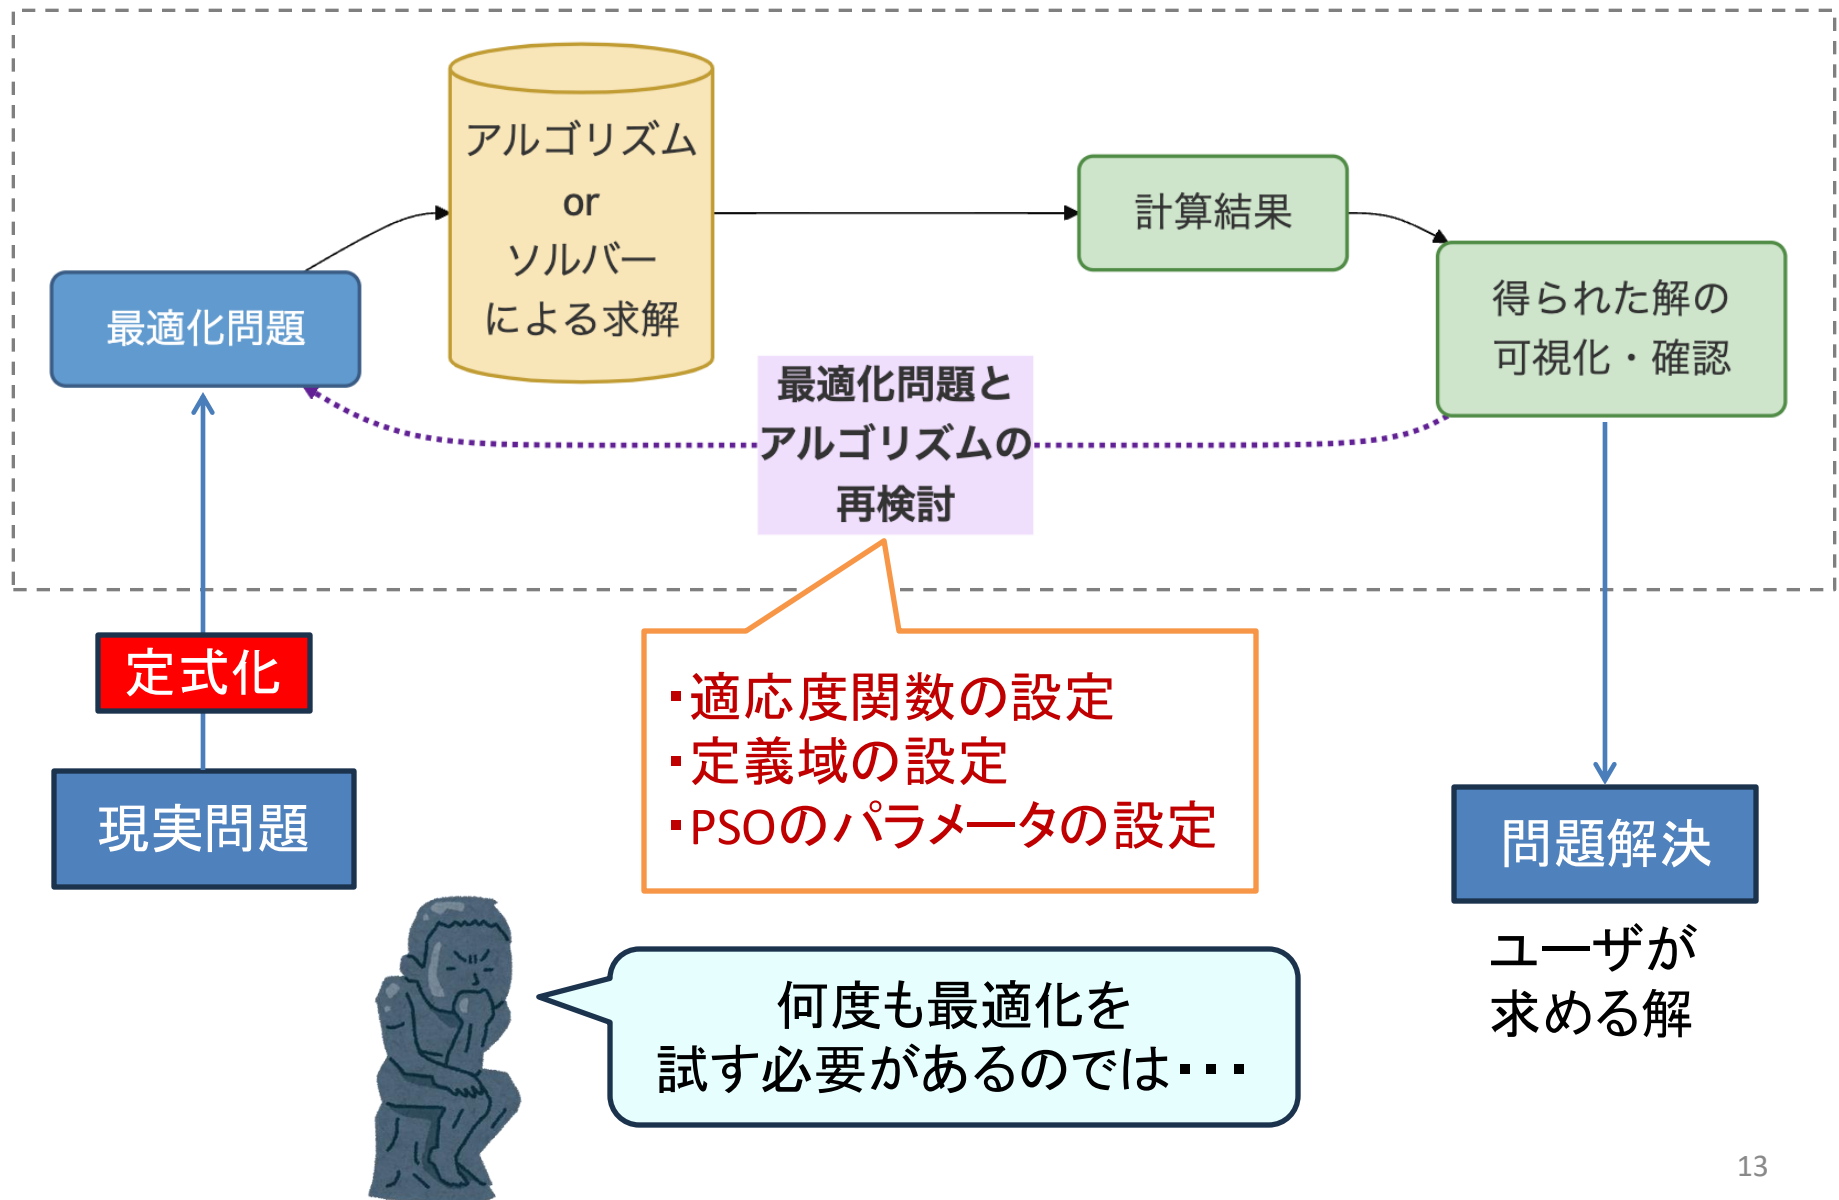 アルゴリズム
or
ソルバー
による求解
計算結果
得られた解の
可視化・確認
最適化問題
最適化問題と
アルゴリズムの
再検討
定式化
現実問題
・適応度関数の設定
・定義域の設定
・PSOのパラメータの設定
問題解決
ユーザが
求める解
何度も最適化を
試す必要があるのでは・・・
13